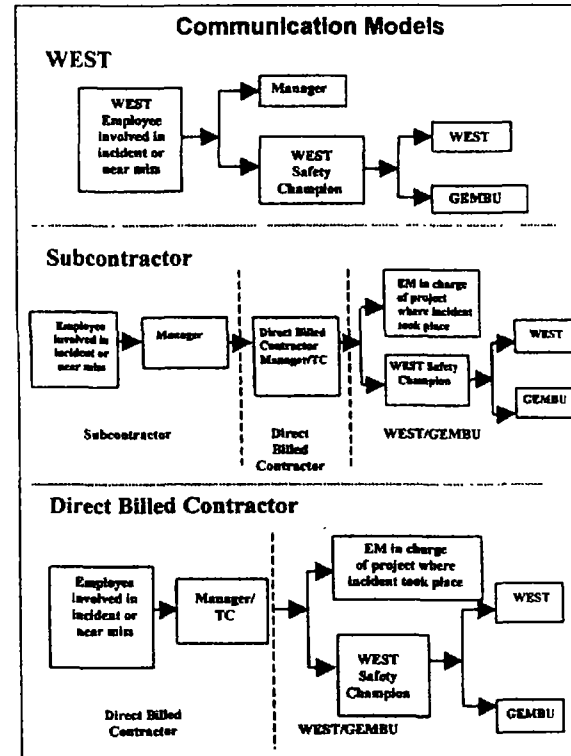 Communication Models
WEST
WEST
Employee
involved in
incident or
near miss
Manager
WEST
Safety
Champion
WEST
GEMBU
Subcontractor
Employee
involved in
incident or
near miss
Manager
Direct Billed
Contractor
Manager/TC
EM in charge
of project
where incident
took place
WEST Safety
Champion
WEST
GEMBU
Subcontractor
Direct
Billed
Contractor
WEST/GEMBU
Direct Billed Contractor
Employee
involved in
incident or
near miss
Manager/
TC
EM in charge
of project where
incident took place
WEST
Safety
Champion
WEST
GEMBU
Direct Billed
Contractor
WEST/GEMBU